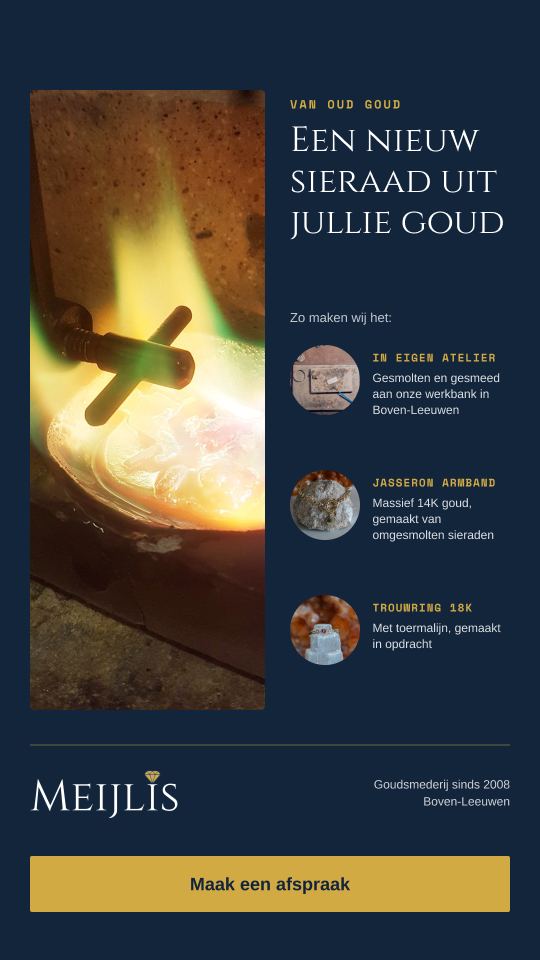 VAN OUD GOUD
Een nieuw
sieraad uit
jullie goud
Zo maken wij het:
IN EIGEN ATELIER
Gesmolten en gesmeed
aan onze werkbank in
Boven-Leeuwen
JASSERON ARMBAND
Massief 14K goud,
gemaakt van
omgesmolten sieraden
TROUWRING 18K
Met toermalijn, gemaakt
in opdracht
Meijlis
Goudsmederij sinds 2008
Boven-Leeuwen
Maak een afspraak